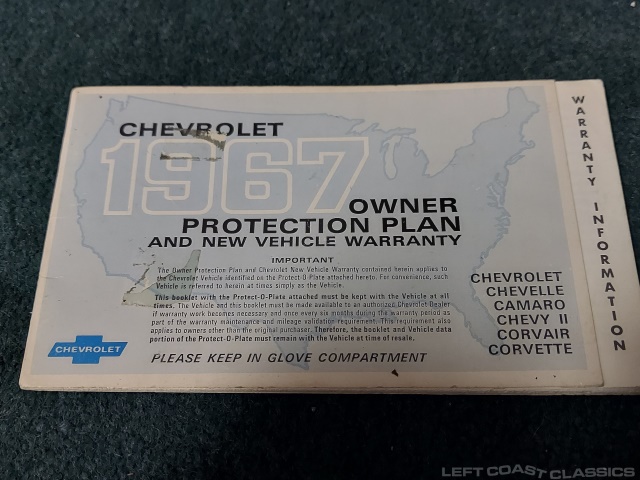 CHEVROLET
1967
OWNER
PROTECTION PLAN
AND NEW VEHICLE WARRANTY
IMPORTANT
The Owner Protection Plan and Chevrolet New Vehicle Warranty contained herein applies to
the Chevrolet Vehicle identified on the Protect-O-Plate attached hereto. For convenience, such
Vehicle is referred to herein at times simply as the Vehicle.
This booklet with the Protect-O-Plate attached must be kept with the Vehicle at all
times. The Vehicle and this booklet must be made available to an authorized Chevrolet Dealer
if warranty work becomes necessary and once every six months during the warranty period as
part of the warranty maintenance and mileage validation requirement. This requirement also
applies to owners other than the original purchaser. Therefore, the booklet and Vehicle data
portion of the Protect-O-Plate must remain with the Vehicle at time of resale.
CHEVROLET
PLEASE KEEP IN GLOVE COMPARTMENT
CHEVROLET
CHEVELLE
CAMARO
CHEVY II
CORVAIR
CORVETTE
WARRANTY INFORMATION
LEFT COAST CLASSICS